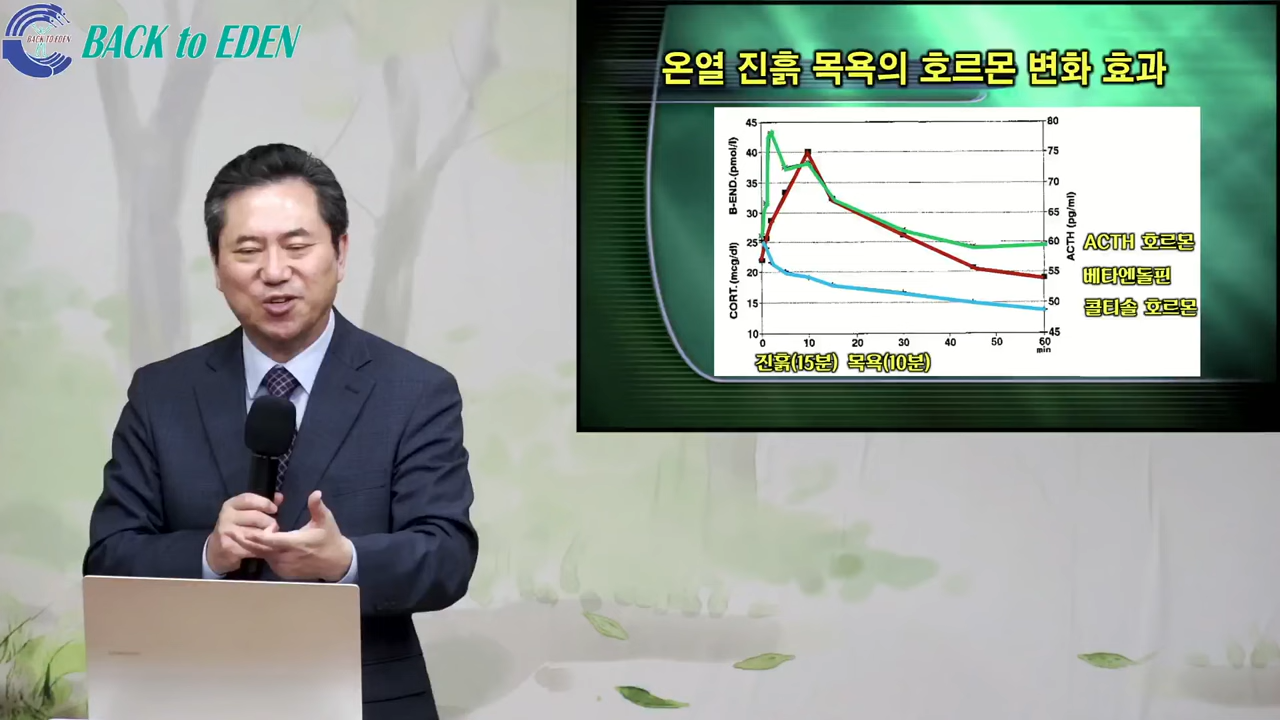 BACK TO EDEN
BACK to EDEN
온열 진흙 목욕의 호르몬 변화 효과
B-END.(pmol/l)
CORT.(mcg/dl)
45
40
35
30
25
20
15
10
80
75
70
65
60
55
50
45
ACTH (pg/ml)
0 10 20 30 40 50 60
min
진흙(15분) 목욕(10분)
ACTH 호르몬
베타엔돌핀
콜티솔 호르몬